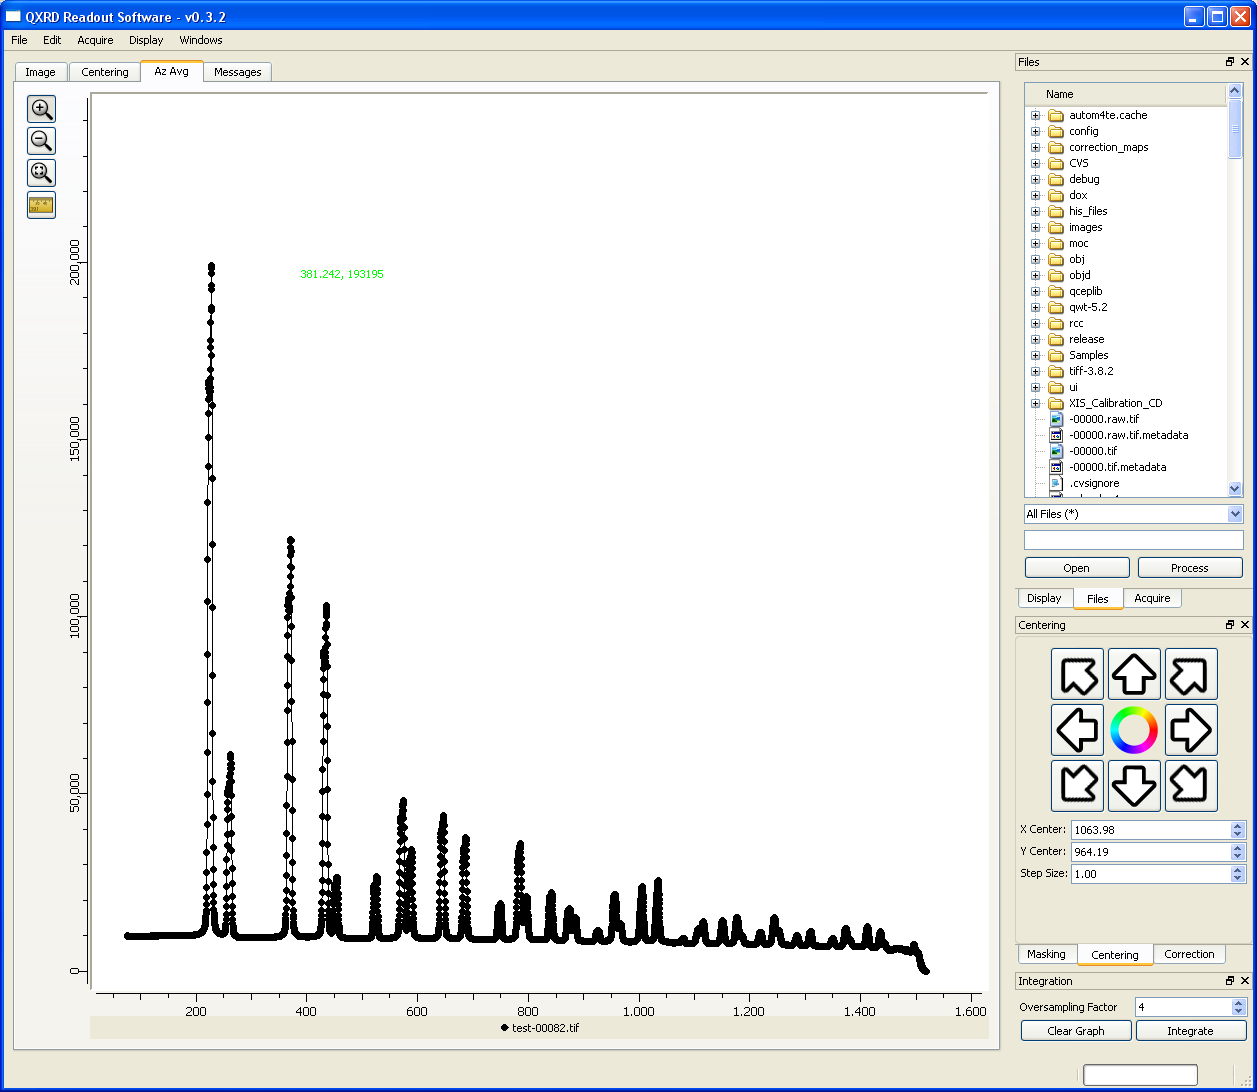 QXRD Readout Software - v0.3.2
File Edit Acquire Display Windows
Image Centering Az Avg Messages
200,000
150,000
100,000
50,000
0
381.242, 193195
200 400 600 800 1.000 1.200 1.400 1.600
test-00082.tif
Files
Name
autom4te.cache
config
correction_maps
CVS
debug
dox
his_files
images
moc
obj
objd
qceplib
qwt-5.2
rcc
release
Samples
tiff-3.8.2
ui
XIS_Calibration_CD
-00000.raw.tif
-00000.raw.tif.metadata
-00000.tif
-00000.tif.metadata
.cvsignore
All Files (*)
Open Process
Display Files Acquire
Centering
X Center: 1063.98
Y Center: 964.19
Step Size: 1.00
Masking Centering Correction
Integration
Oversampling Factor 4
Clear Graph Integrate